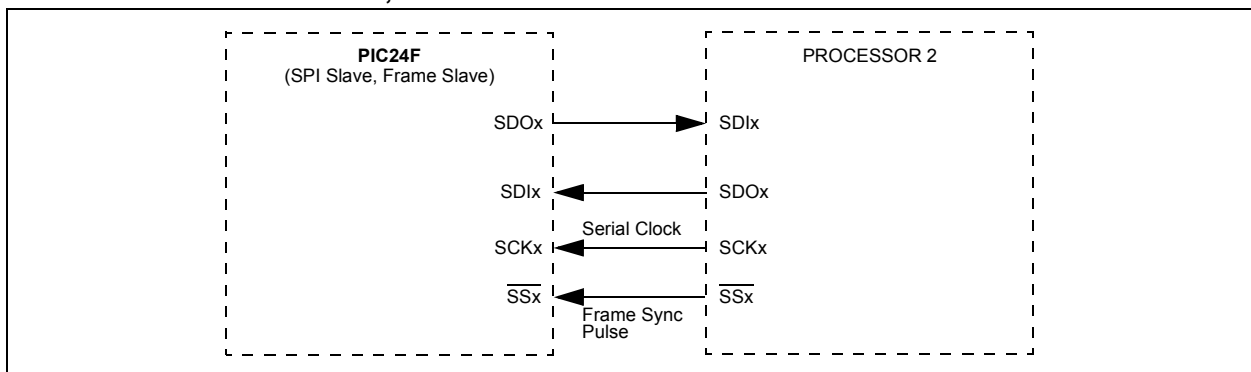 PIC24F
(SPI Slave, Frame Slave)
PROCESSOR 2
SDOx
SDIx
SDIx
SDOx
Serial Clock
SCKx
SCKx
SSx
SSx
Frame Sync
Pulse